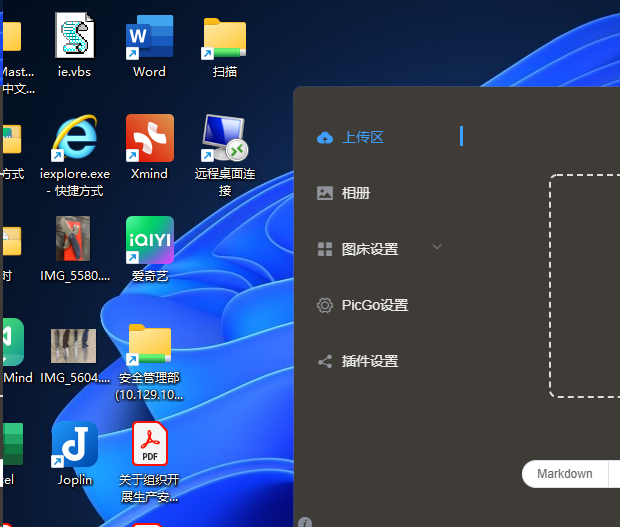 ie.vbs
Word
扫描
Mast...
中文...
iexplore.exe
- 快捷方式
Xmind
远程桌面连
接
方式
IMG_5580....
iQIYI
爱奇艺
时
Mind
IMG_5604....
安全管理部
(10.129.10...
Joplin
PDF
关于组织开
展生产安...
上传区
相册
图床设置
PicGo设置
插件设置
Markdown